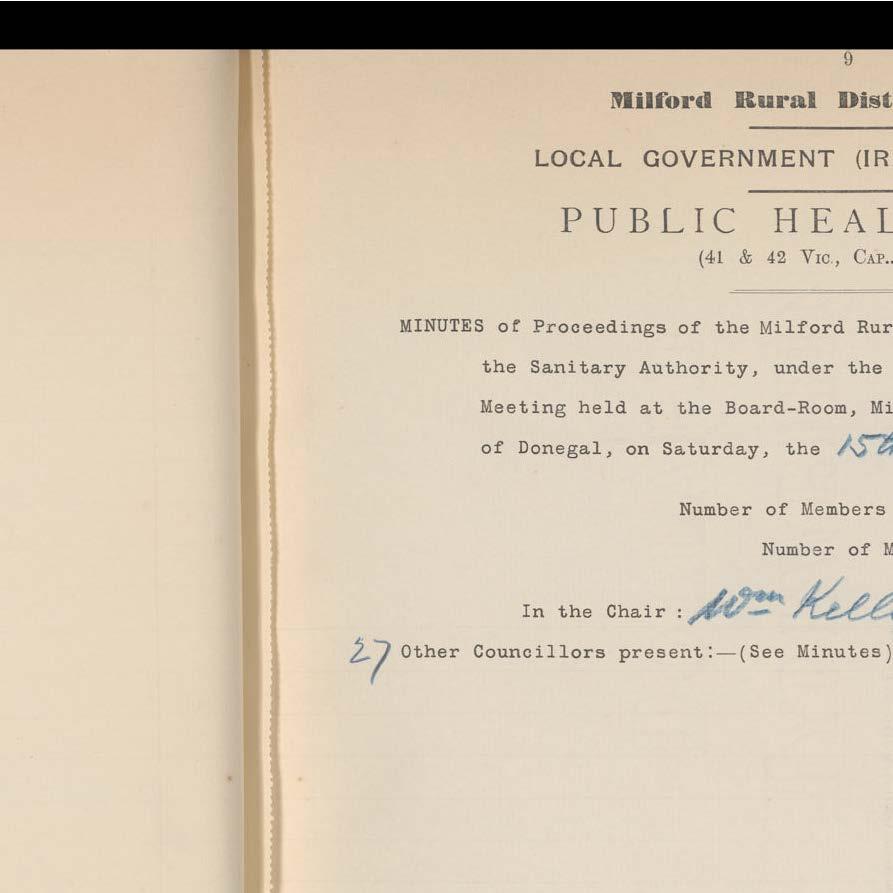 9
Milford Rural Dist
LOCAL GOVERNMENT (IR
PUBLIC HEAL
(41 & 42 Vic., Cap..
MINUTES of Proceedings of the Milford Rur
the Sanitary Authority, under the
Meeting held at the Board-Room, Mi
of Donegal, on Saturday, the 15th
Number of Members
Number of M
In the Chair : Wm Kell
27 Other Councillors present:—(See Minutes)